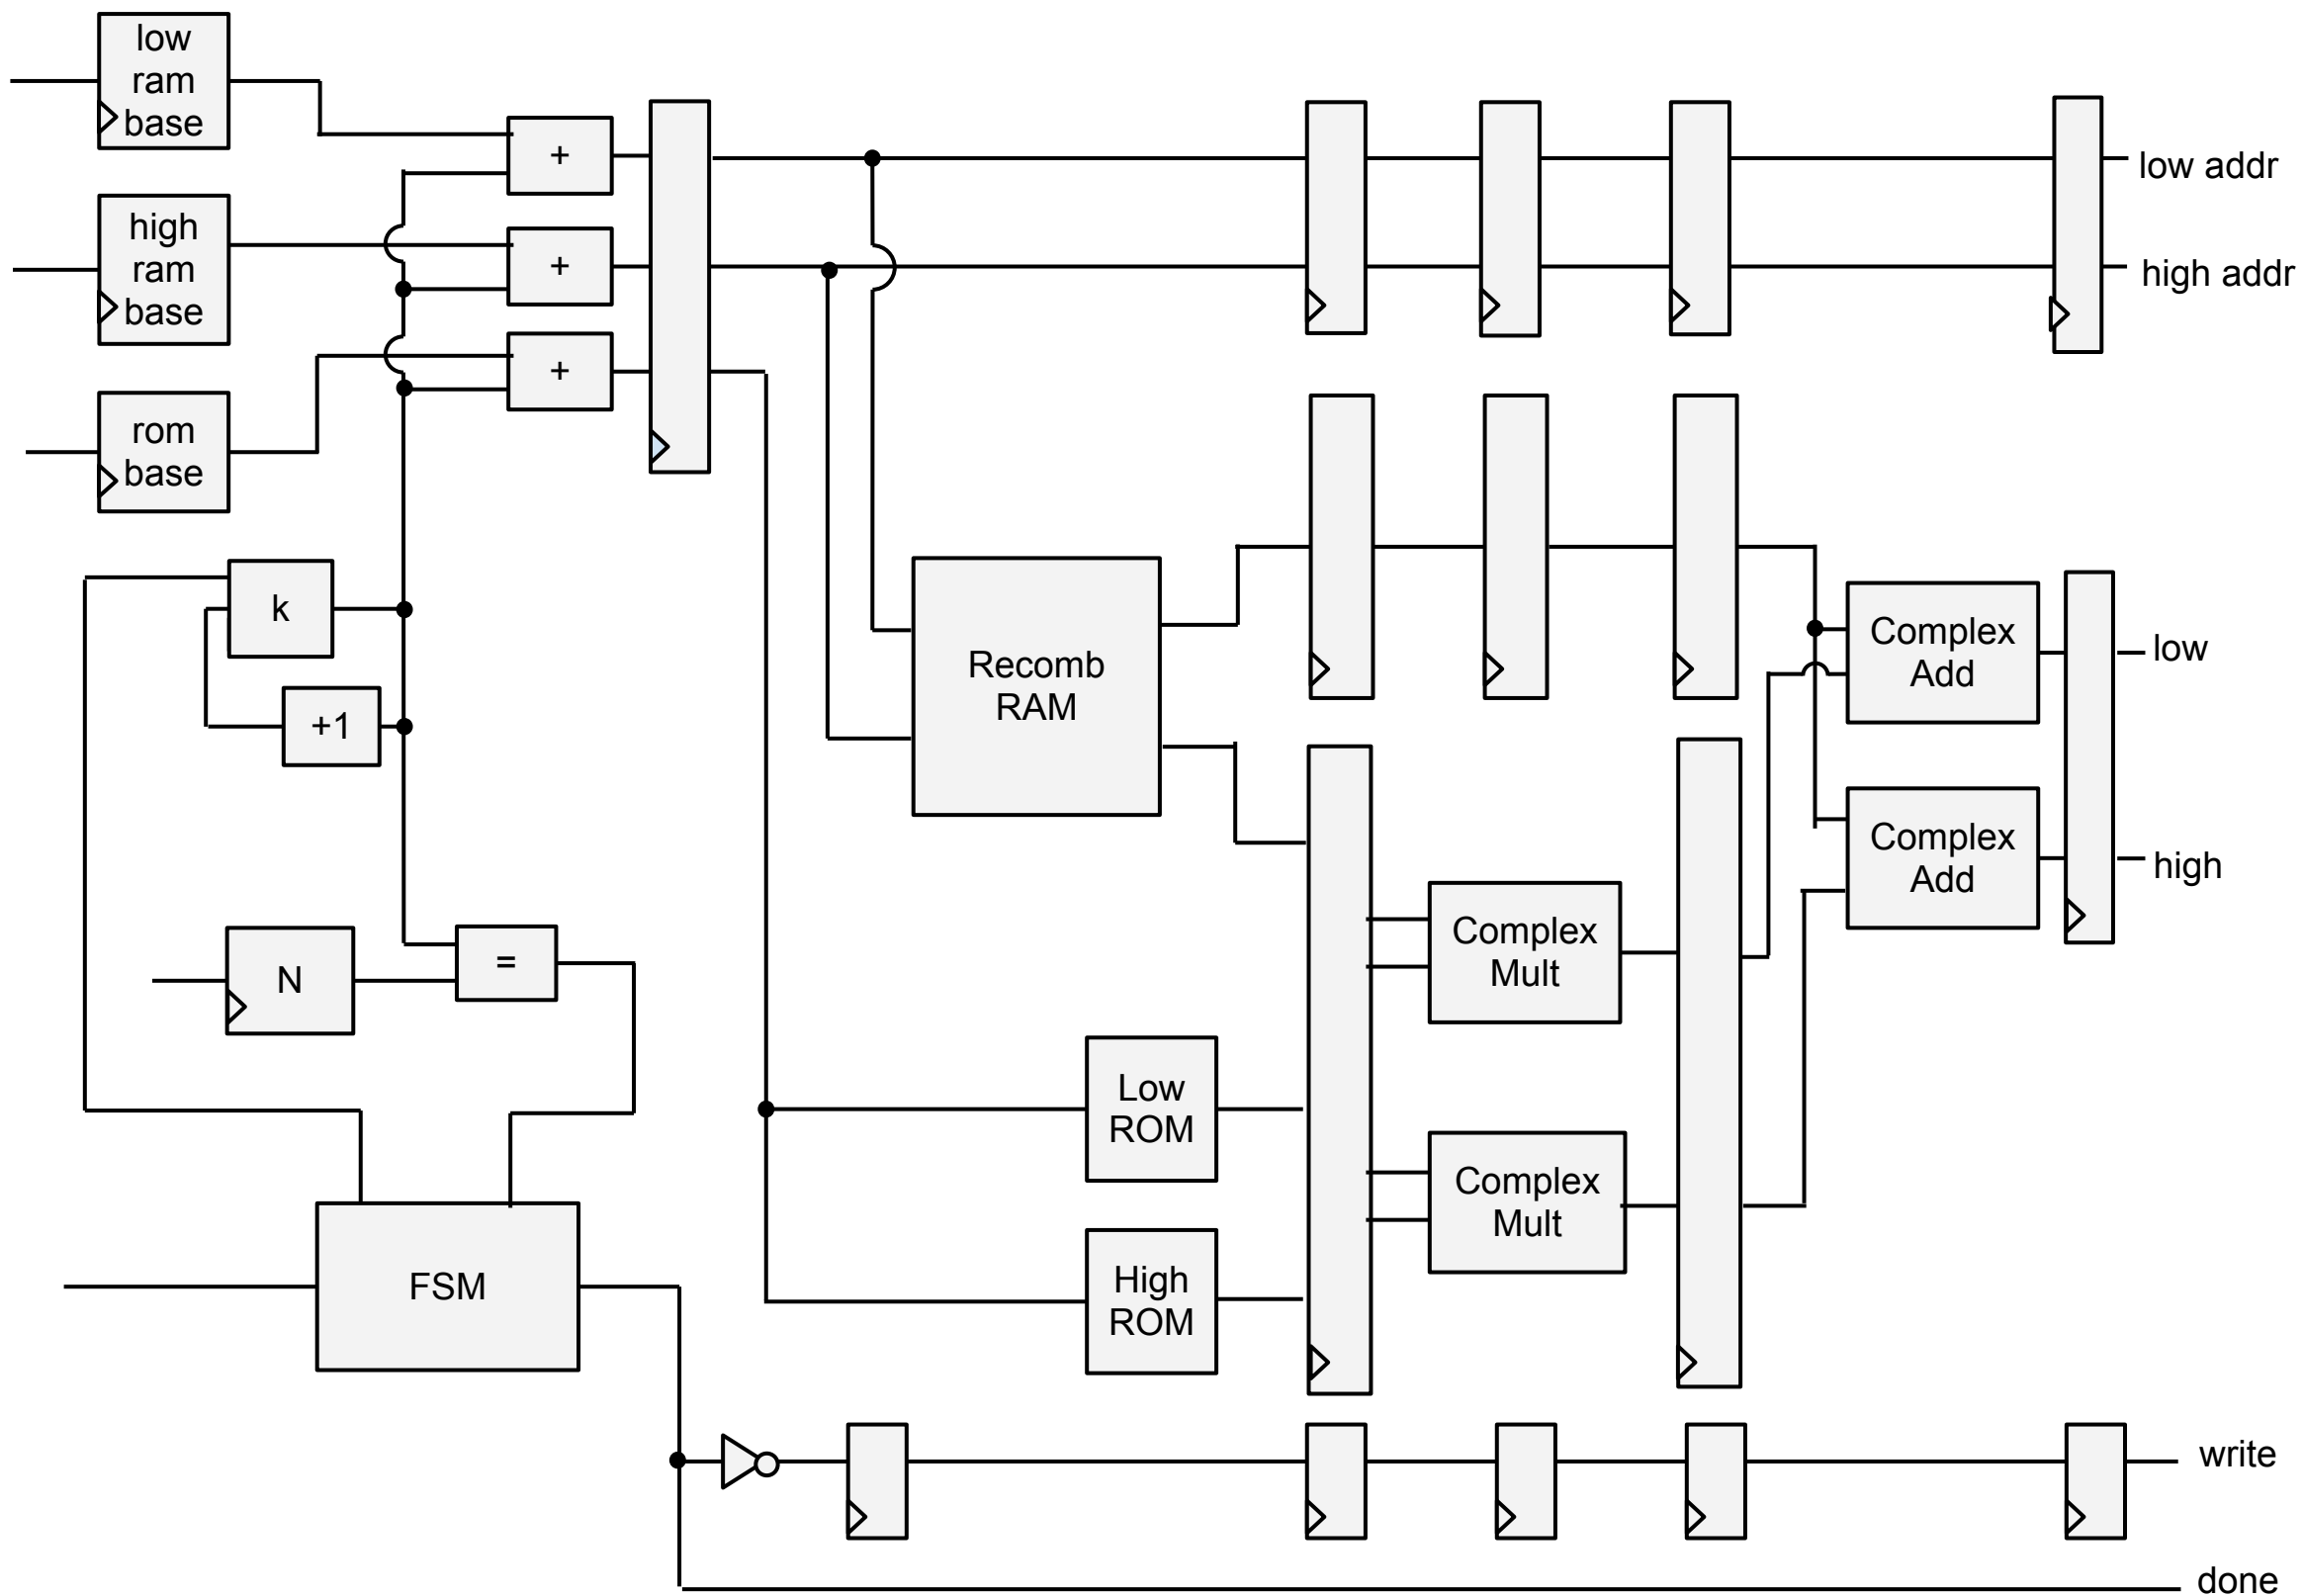 low
ram
base
+
low addr
high
ram
base
+
high addr
+
rom
base
k
Recomb
RAM
Complex
Add
low
+1
Complex
Add
high
N
=
Complex
Mult
Low
ROM
Complex
Mult
FSM
High
ROM
write
done